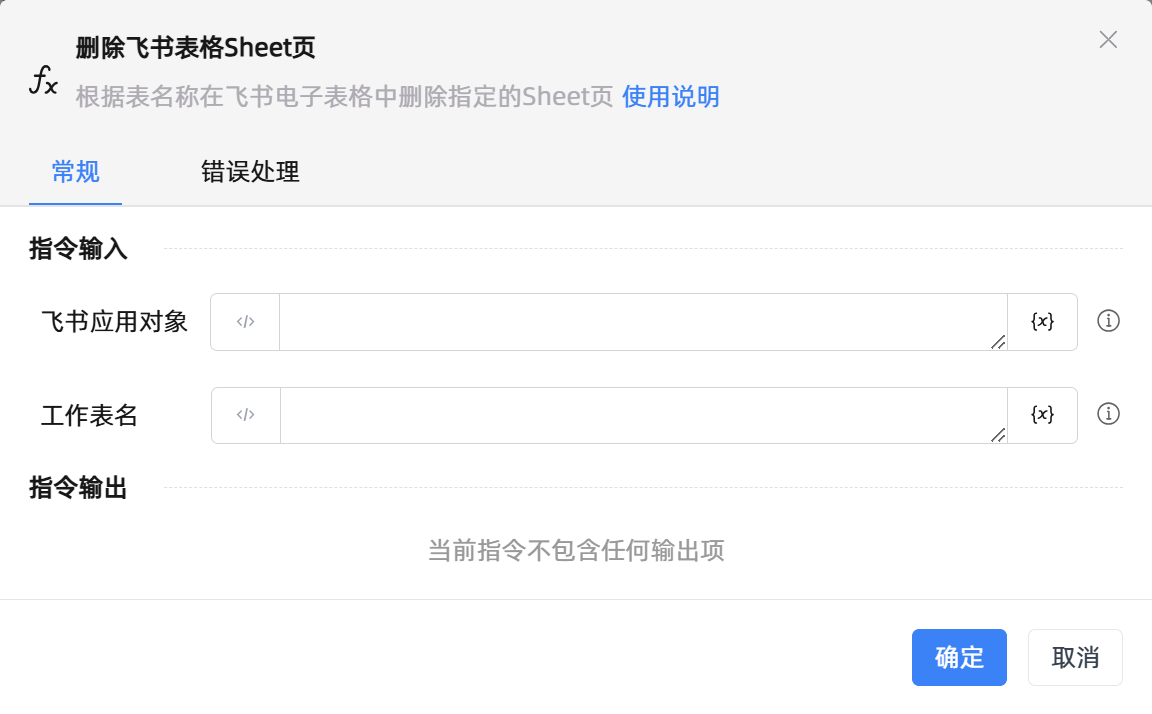 删除飞书表格Sheet页
fx
根据表名称在飞书电子表格中删除指定的Sheet页 使用说明
常规 错误处理
指令输入
飞书应用对象 </> {x}
工作表名 </> {x}
指令输出
当前指令不包含任何输出项
确定 取消